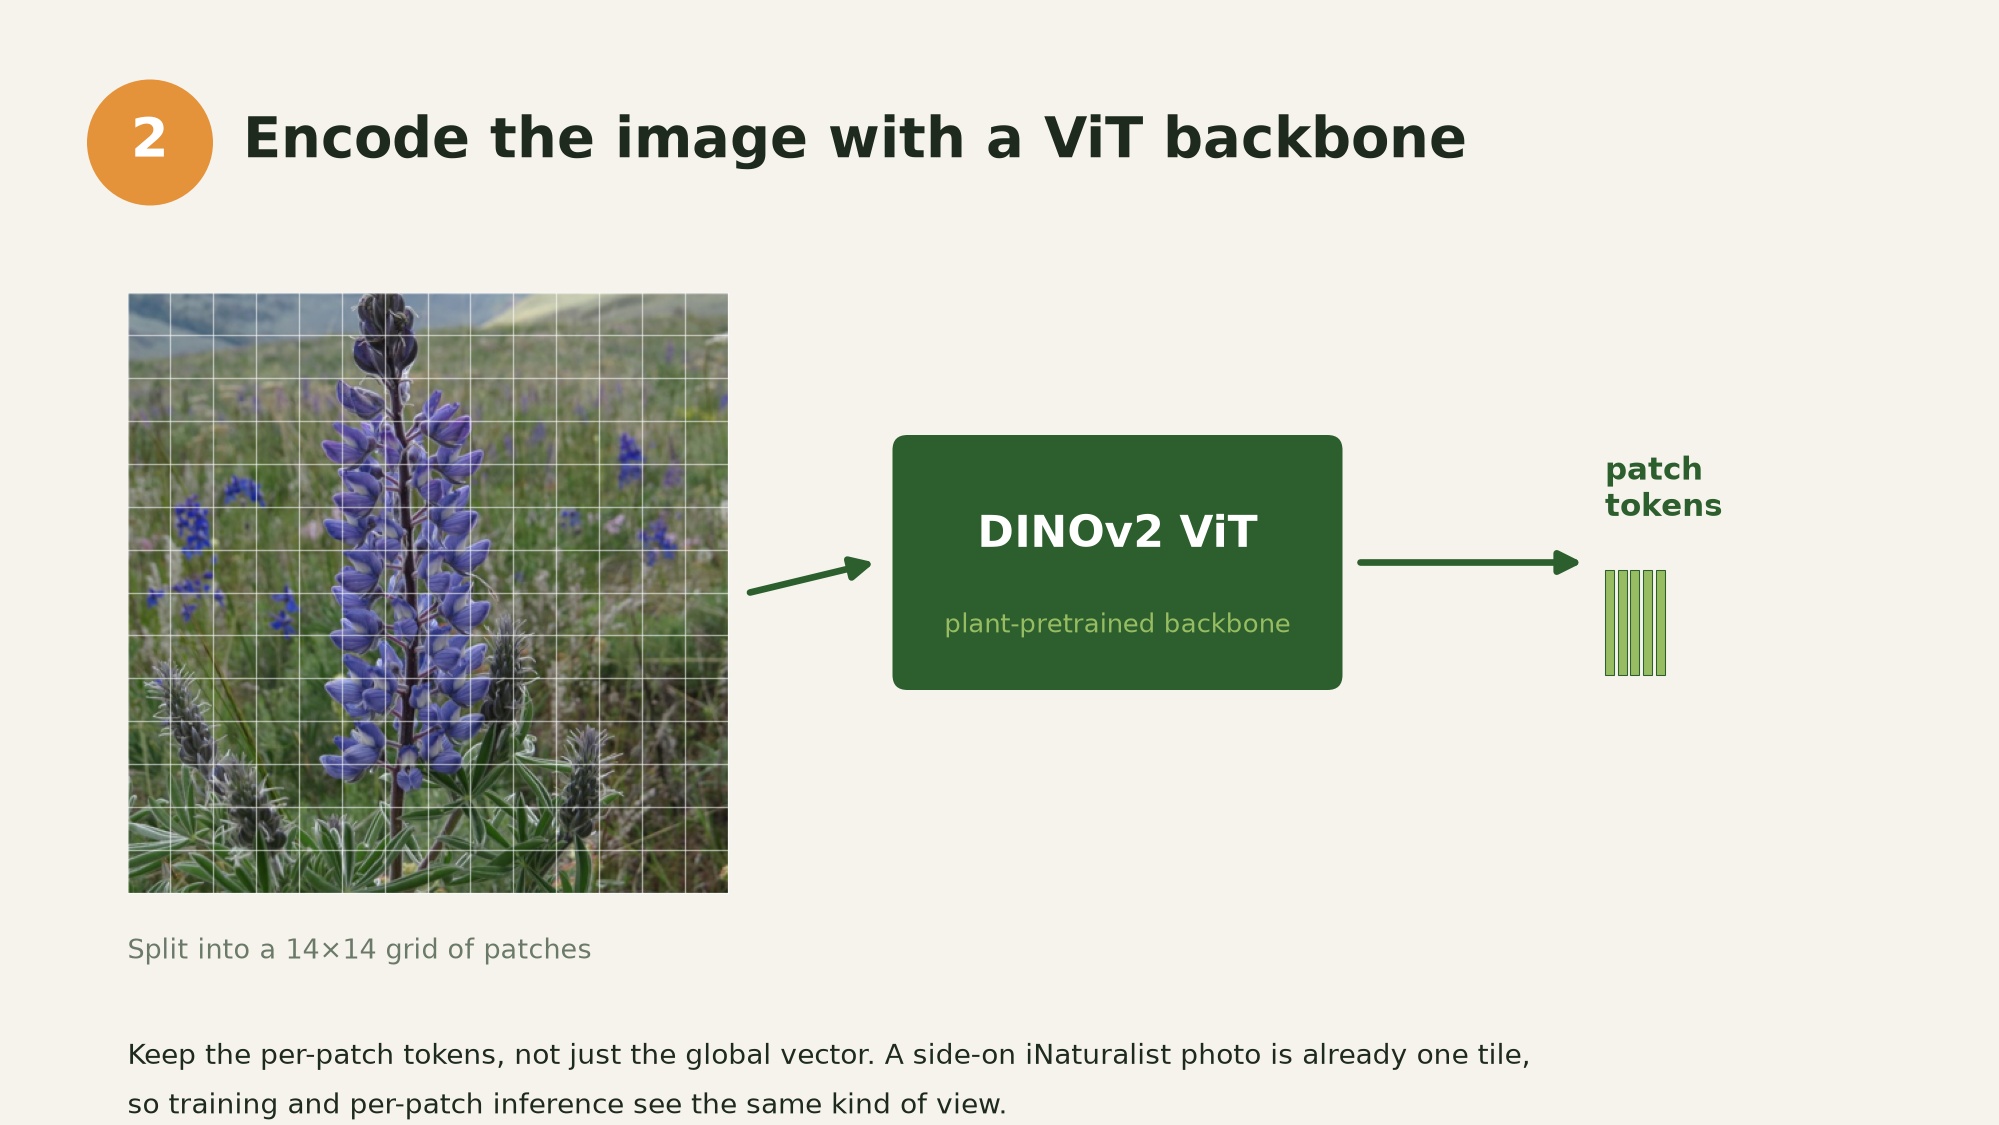 2
Encode the image with a ViT backbone
DINOv2 ViT
plant-pretrained backbone
patch
tokens
Split into a 14×14 grid of patches
Keep the per-patch tokens, not just the global vector. A side-on iNaturalist photo is already one tile,
so training and per-patch inference see the same kind of view.